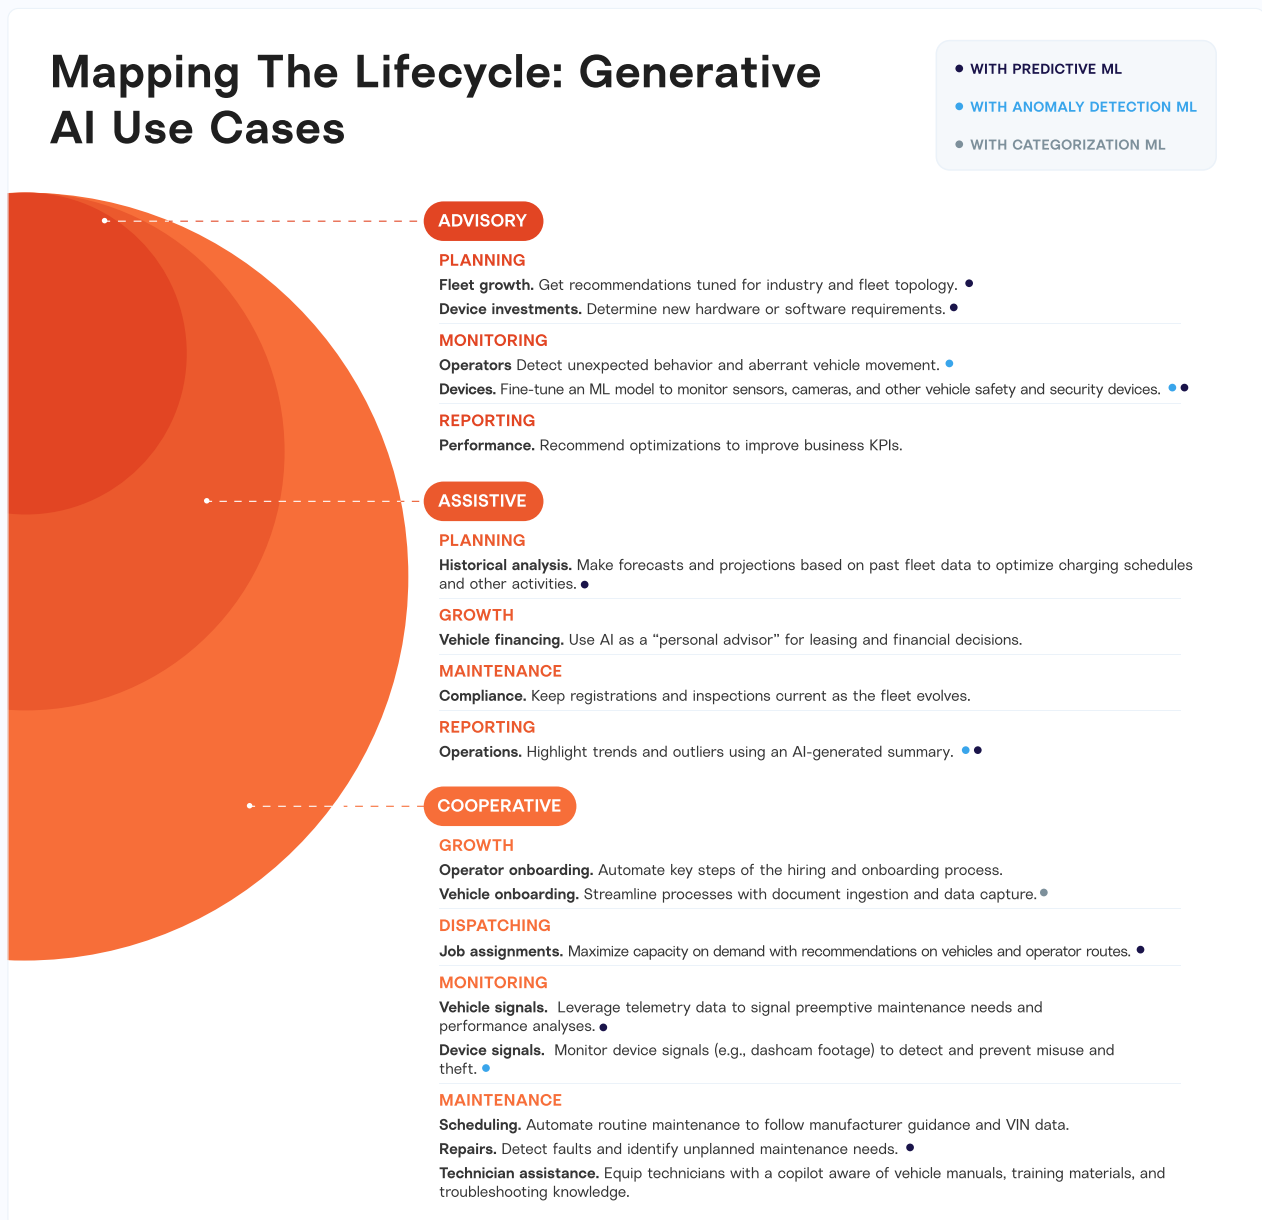 Mapping The Lifecycle: Generative
AI Use Cases
WITH PREDICTIVE ML
WITH ANOMALY DETECTION ML
WITH CATEGORIZATION ML
ADVISORY
PLANNING
Fleet growth. Get recommendations tuned for industry and fleet topology.
Device investments. Determine new hardware or software requirements.
MONITORING
Operators Detect unexpected behavior and aberrant vehicle movement.
Devices. Fine-tune an ML model to monitor sensors, cameras, and other vehicle safety and security devices.
REPORTING
Performance. Recommend optimizations to improve business KPIs.
ASSISTIVE
PLANNING
Historical analysis. Make forecasts and projections based on past fleet data to optimize charging schedules
and other activities.
GROWTH
Vehicle financing. Use AI as a “personal advisor” for leasing and financial decisions.
MAINTENANCE
Compliance. Keep registrations and inspections current as the fleet evolves.
REPORTING
Operations. Highlight trends and outliers using an AI-generated summary.
COOPERATIVE
GROWTH
Operator onboarding. Automate key steps of the hiring and onboarding process.
Vehicle onboarding. Streamline processes with document ingestion and data capture.
DISPATCHING
Job assignments. Maximize capacity on demand with recommendations on vehicles and operator routes.
MONITORING
Vehicle signals. Leverage telemetry data to signal preemptive maintenance needs and
performance analyses.
Device signals. Monitor device signals (e.g., dashcam footage) to detect and prevent misuse and
theft.
MAINTENANCE
Scheduling. Automate routine maintenance to follow manufacturer guidance and VIN data.
Repairs. Detect faults and identify unplanned maintenance needs.
Technician assistance. Equip technicians with a copilot aware of vehicle manuals, training materials, and
troubleshooting knowledge.